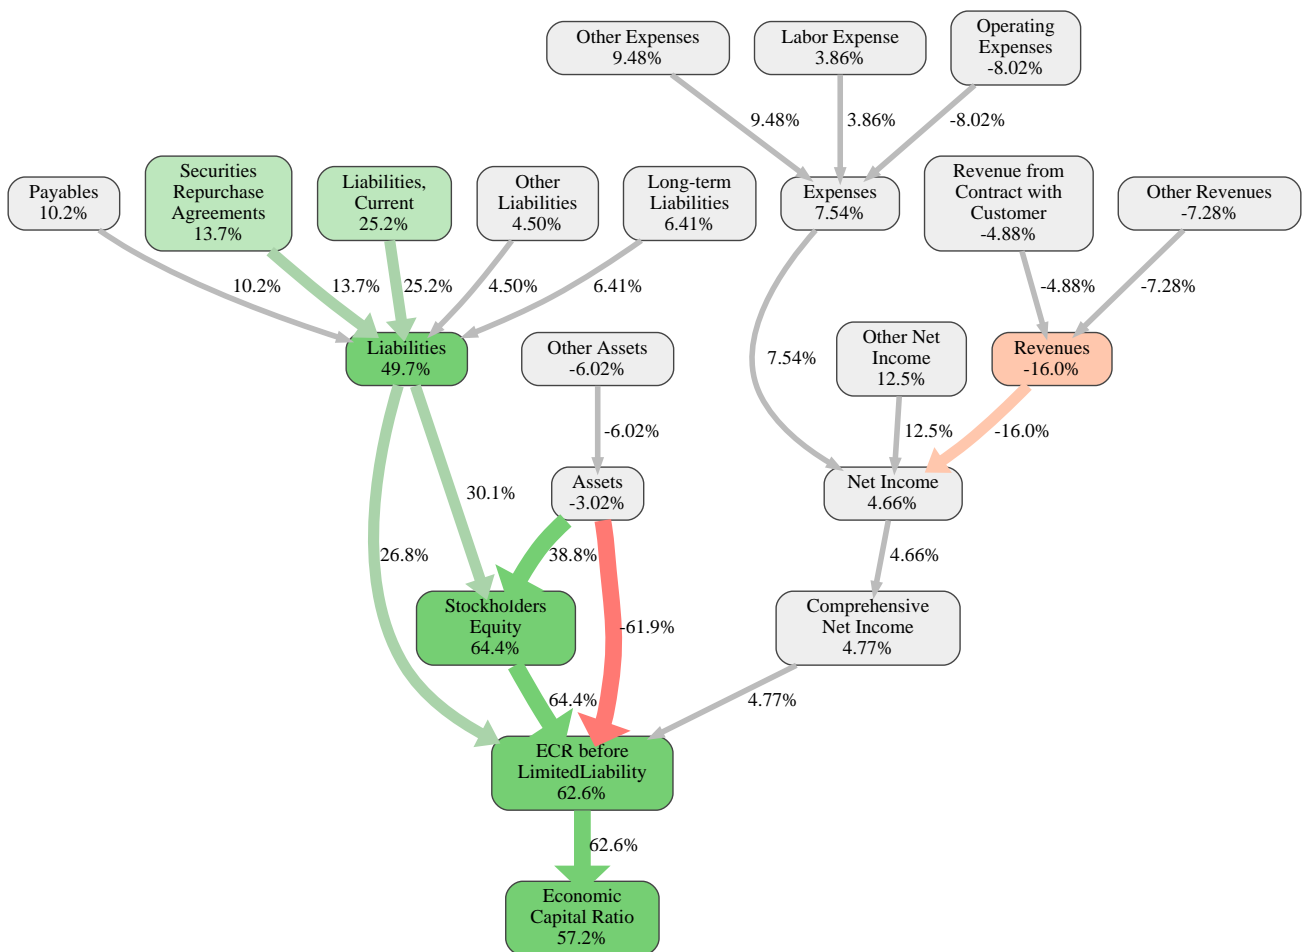 Other Expenses
9.48%
Labor Expense
3.86%
Operating
Expenses
-8.02%
9.48%
3.86%
-8.02%
Payables
10.2%
Securities
Repurchase
Agreements
13.7%
Liabilities,
Current
25.2%
Other
Liabilities
4.50%
Long-term
Liabilities
6.41%
Expenses
7.54%
Revenue from
Contract with
Customer
-4.88%
Other Revenues
-7.28%
10.2%
13.7%
25.2%
4.50%
6.41%
-4.88%
-7.28%
Liabilities
49.7%
Other Assets
-6.02%
7.54%
Other Net
Income
12.5%
Revenues
-16.0%
-6.02%
12.5%
-16.0%
30.1%
Assets
-3.02%
Net Income
4.66%
26.8%
38.8%
4.66%
Stockholders
Equity
64.4%
-61.9%
Comprehensive
Net Income
4.77%
64.4%
4.77%
ECR before
LimitedLiability
62.6%
62.6%
Economic
Capital Ratio
57.2%